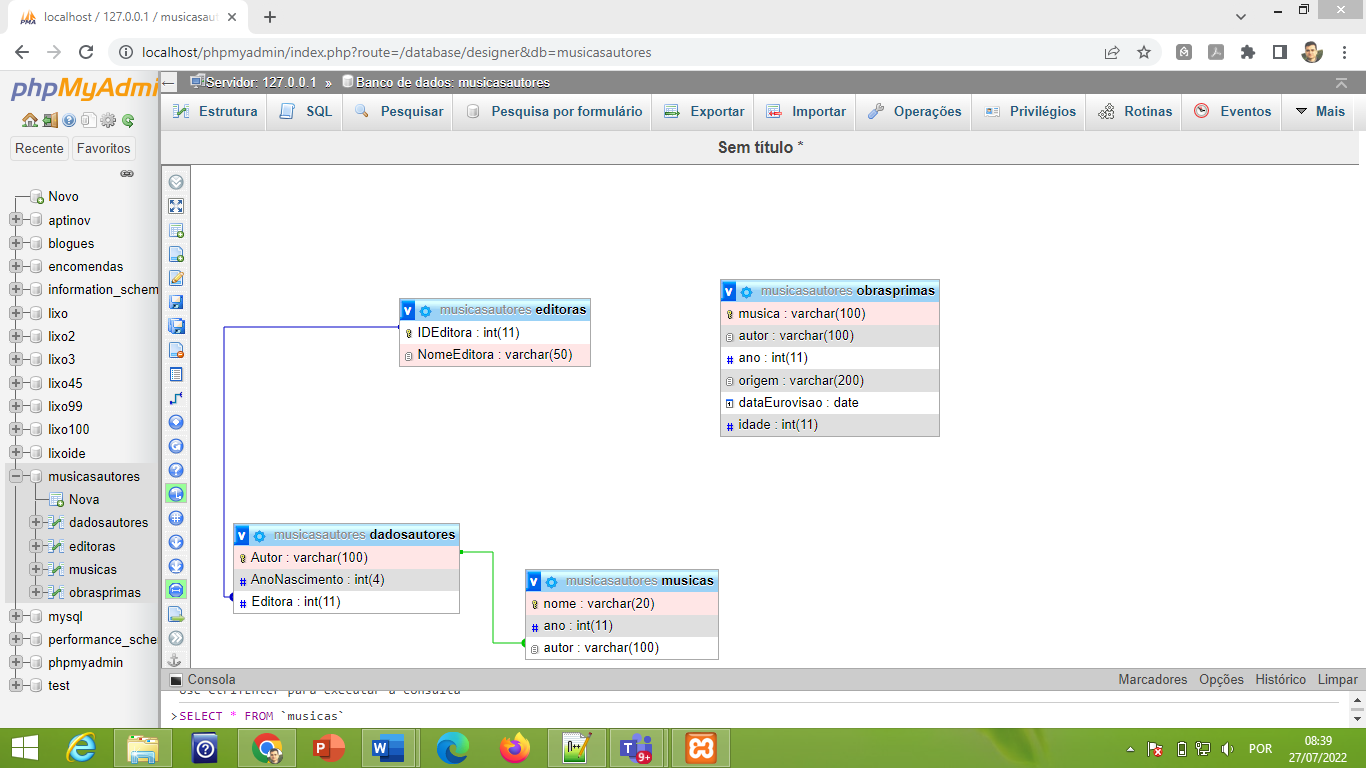 localhost / 127.0.0.1 / musicasaut
localhost/phpmyadmin/index.php?route=/database/designer&db=musicasautores
phpMyAdmi
Servidor: 127.0.0.1 » Banco de dados: musicasautores
Estrutura SQL Pesquisar Pesquisa por formulário Exportar Importar Operações Privilégios Rotinas Eventos Mais
Recente Favoritos
Sem título *
Novo
aptinov
blogues
encomendas
information_schem
lixo
lixo2
lixo3
lixo45
lixo99
lixo100
lixoide
musicasautores
Nova
dadosautores
editoras
musicas
obrasprimas
mysql
performance_sche
phpmyadmin
test
musicasautores editoras
IDEditora : int(11)
NomeEditora : varchar(50)
musicasautores obrasprimas
musica : varchar(100)
autor : varchar(100)
ano : int(11)
origem : varchar(200)
dataEurovisao : date
idade : int(11)
musicasautores dadosautores
Autor : varchar(100)
AnoNascimento : int(4)
Editora : int(11)
musicasautores musicas
nome : varchar(20)
ano : int(11)
autor : varchar(100)
Consola Marcadores Opções Histórico Limpar
Use Ctrl+Enter para executar a consulta
>SELECT * FROM `musicas`
9+
POR
08:39
27/07/2022